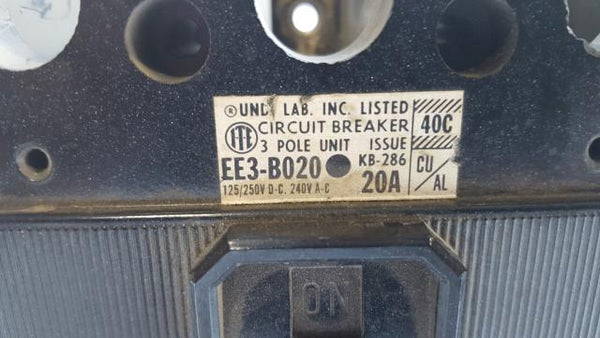 ® UND. LAB. INC. LISTED
ITE CIRCUIT BREAKER 40C
3 POLE UNIT ISSUE
EE3-B020 KB-286 CU/AL
125/250V D-C. 240V A-C 20A
ON